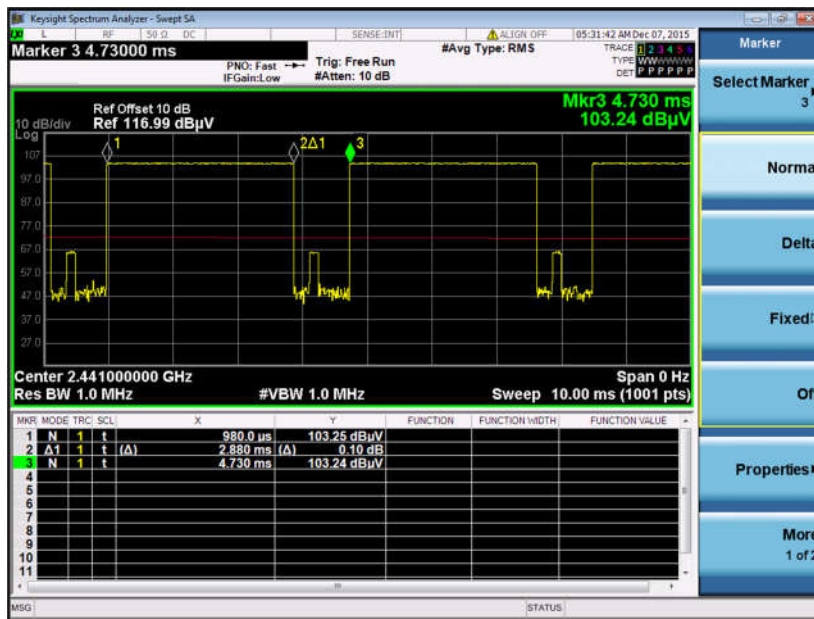 Keysight Spectrum Analyzer - Swept SA
L RF 50 Ω DC SENSE:INT ALIGN OFF 05:31:42 AM Dec 07, 2015
Marker 3 4.73000 ms
PNO: Fast
IFGain:Low
Trig: Free Run
#Atten: 10 dB
#Avg Type: RMS
TRACE 1 2 3 4 5 6
TYPE WWWWWW
DET P P P P P P
Ref Offset 10 dB
10 dB/div Ref 116.99 dBµV
Log
Mkr3 4.730 ms
103.24 dBµV
1 2Δ1 3
107
97.0
87.0
77.0
67.0
57.0
47.0
37.0
27.0
Center 2.441000000 GHz Span 0 Hz
Res BW 1.0 MHz #VBW 1.0 MHz Sweep 10.00 ms (1001 pts)
MKR MODE TRC SCL X Y FUNCTION FUNCTION WIDTH FUNCTION VALUE
1 N 1 t 980.0 µs 103.25 dBµV
2 Δ1 1 t (Δ) 2.880 ms (Δ) 0.10 dB
3 N 1 t 4.730 ms 103.24 dBµV
4
5
6
7
8
9
10
11
MSG STATUS
Marker
Select Marker
3
Norma
Delta
Fixed
Of
Properties
More
1 of 2